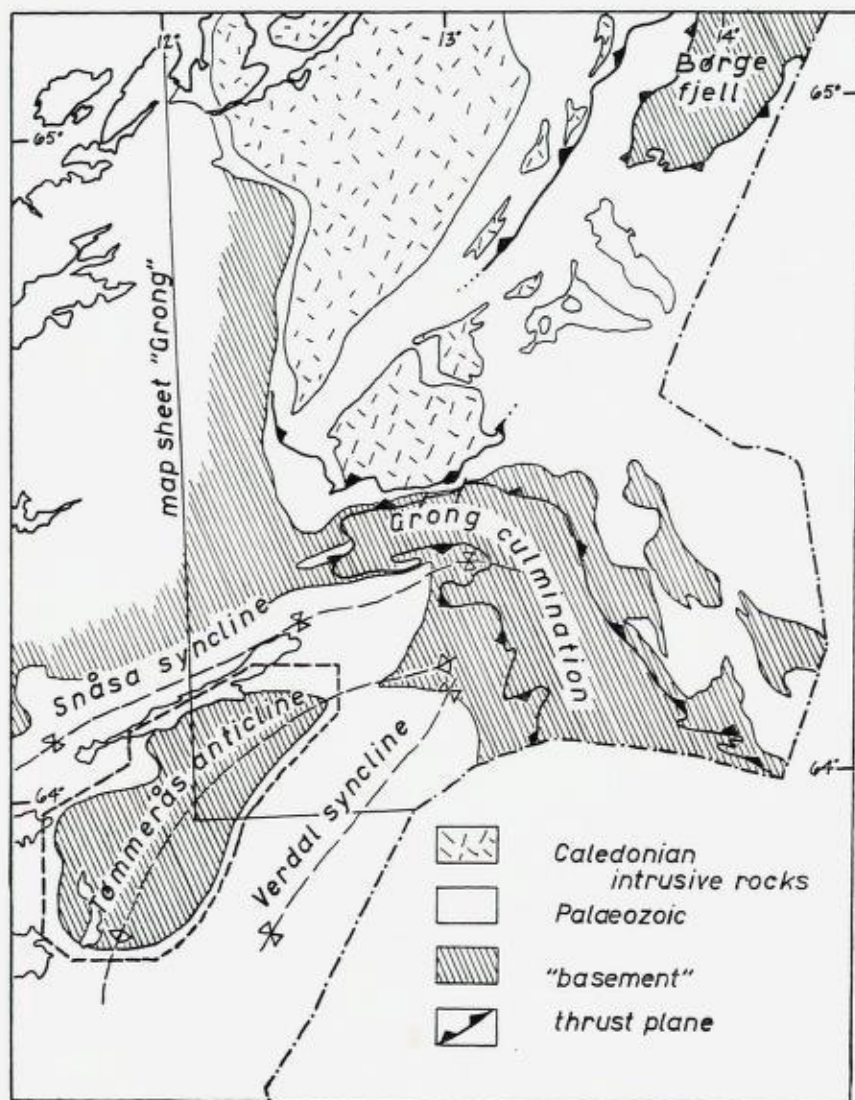 12°
13°
14°
Børge
fjell
65°
65°
map sheet "Grong"
Grong culmination
Snåsa syncline
Tømmerås anticline
Verdal syncline
64°
64°
Caledonian
intrusive rocks
Palaeozoic
"basement"
thrust plane